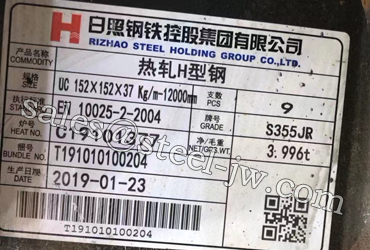 日照钢铁控股集团有限公司
RIZHAO STEEL HOLDING GROUP CO.,LTD.
产品名称 COMMODITY 热轧H型钢
规格 SIZE UC 152×152×37 Kg/m-12000mm 支数 PCS 9
EN 10025-2-2004 牌号 GRADE S355JR
炉号 HEAT NO. 净/毛重 NET/GFS.WT. 3.996t
捆号 BUNDLE NO. T191010100204
生产日期 DATE 2019-01-23
T191010100204
sales@steel-jw.com